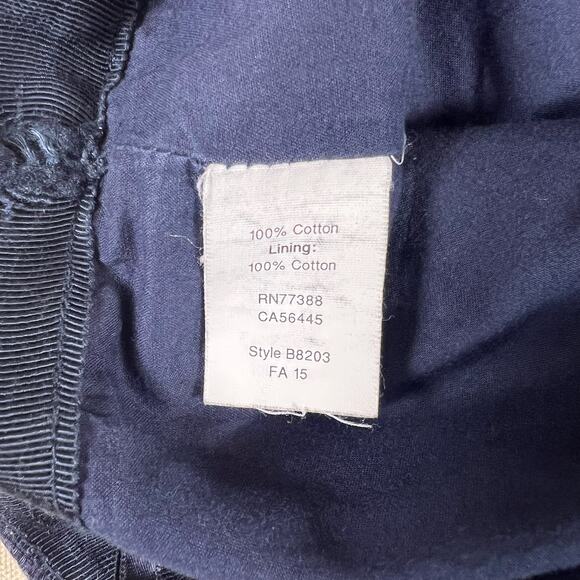 100% Cotton
Lining:
100% Cotton
RN77388
CA56445
Style B8203
FA 15